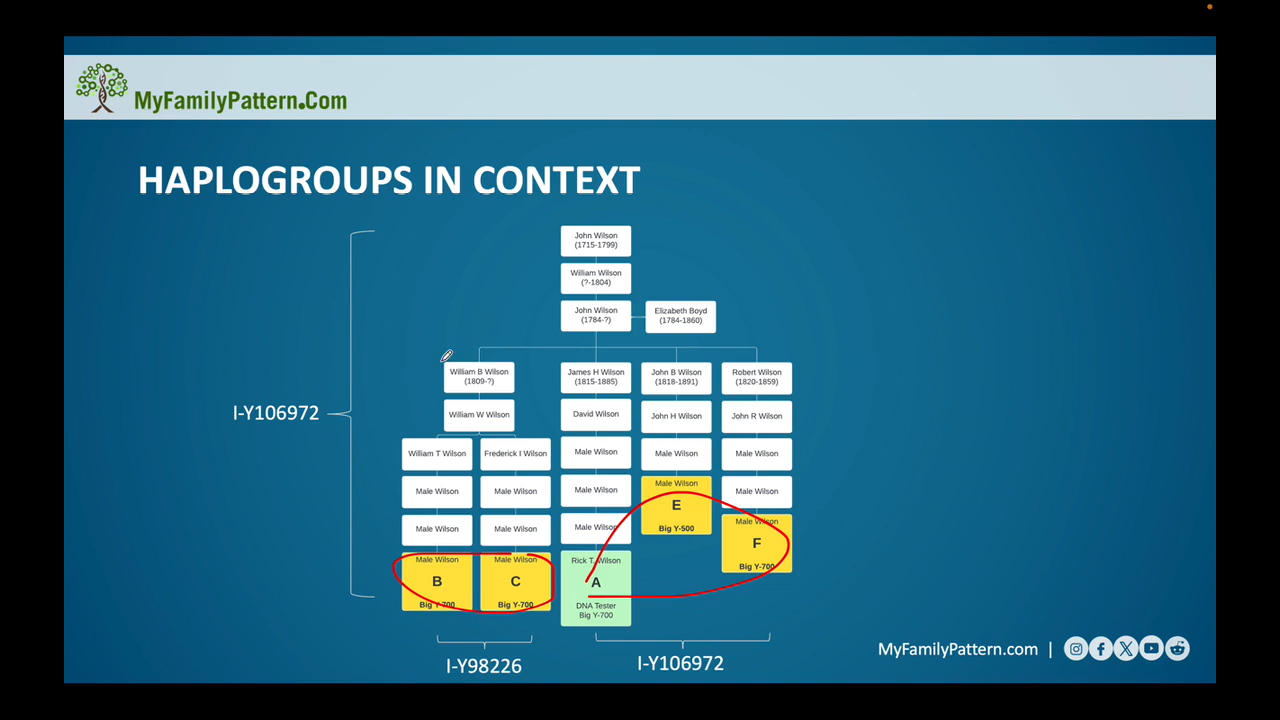 MyFamilyPattern.Com
HAPLOGROUPS IN CONTEXT
John Wilson
(1715-1799)
William Wilson
(?-1804)
John Wilson
(1784-?)
Elizabeth Boyd
(1784-1860)
William B Wilson
(1809-?)
James H Wilson
(1815-1885)
John B Wilson
(1818-1891)
Robert Wilson
(1820-1859)
I-Y106972
William W Wilson
David Wilson
John H Wilson
John R Wilson
William T Wilson
Frederick I Wilson
Male Wilson
Male Wilson
Male Wilson
Male Wilson
Male Wilson
Male Wilson
Male Wilson
E
Big Y-500
Male Wilson
Male Wilson
Male Wilson
Male Wilson
Male Wilson
F
Big Y-700
Male Wilson
B
Big Y-700
Male Wilson
C
Big Y-700
Rick T. Wilson
A
DNA Tester
Big Y-700
I-Y98226
I-Y106972
MyFamilyPattern.com |